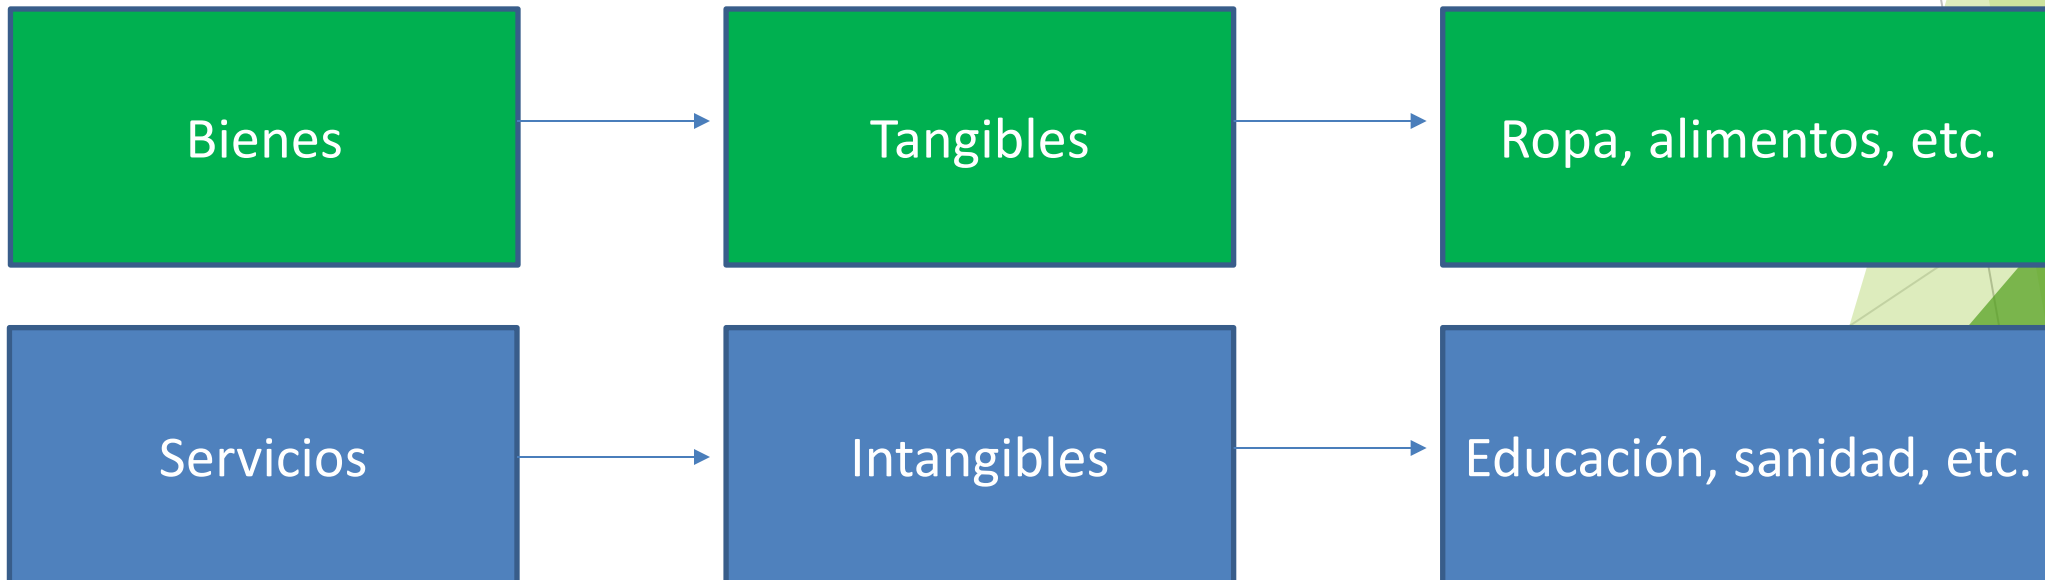 Bienes
Tangibles
Ropa, alimentos, etc.
Servicios
Intangibles
Educación, sanidad, etc.